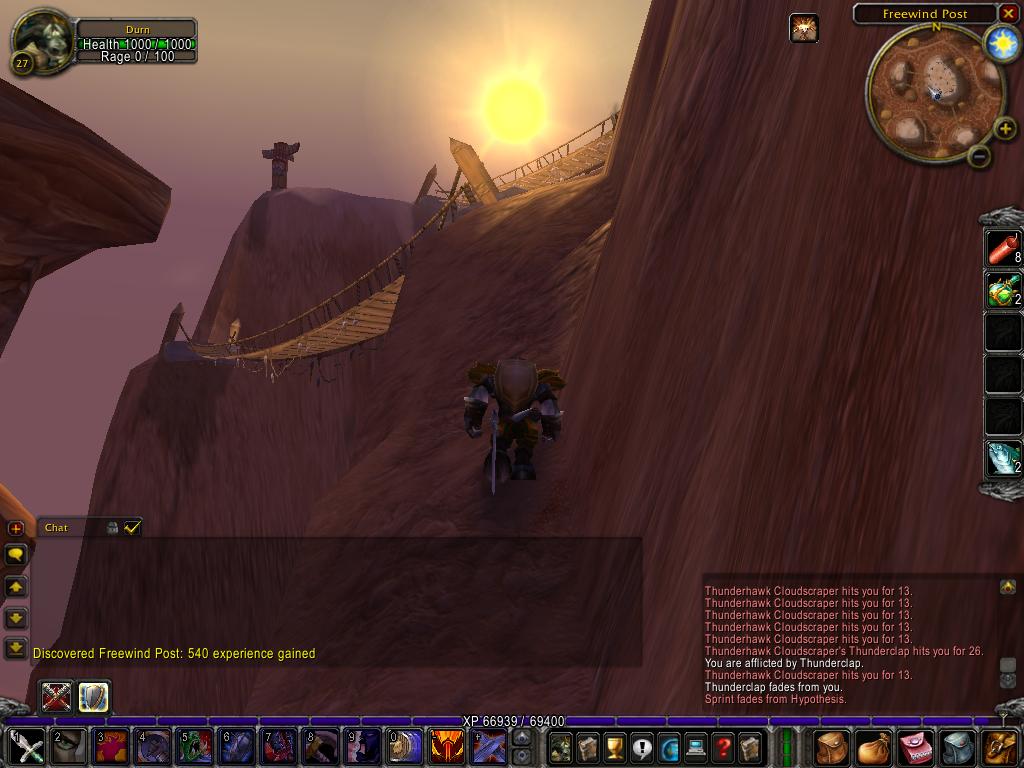 Durn
Health 1000 / 1000
Rage 0 / 100
27
Freewind Post
N
8
2
2
Chat
Discovered Freewind Post: 540 experience gained
Thunderhawk Cloudscraper hits you for 13.
Thunderhawk Cloudscraper hits you for 13.
Thunderhawk Cloudscraper hits you for 13.
Thunderhawk Cloudscraper hits you for 13.
Thunderhawk Cloudscraper hits you for 13.
Thunderhawk Cloudscraper's Thunderclap hits you for 26.
You are afflicted by Thunderclap.
Thunderhawk Cloudscraper hits you for 13.
Thunderclap fades from you.
Sprint fades from Hypothesis.
XP 66939 / 69400
1 2 3 4 5 6 7 8 9 0 - +